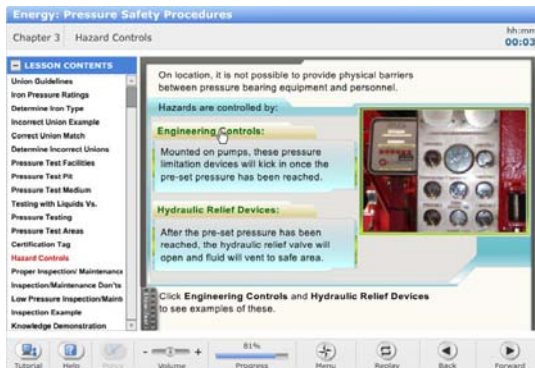 Energy: Pressure Safety Procedures
Chapter 3 Hazard Controls
hh:mm
00:03
LESSON CONTENTS
Union Guidelines
Iron Pressure Ratings
Determine Iron Type
Incorrect Union Example
Correct Union Match
Determine Incorrect Unions
Pressure Test Facilities
Pressure Test Pit
Pressure Test Medium
Testing with Liquids Vs.
Pressure Testing
Pressure Test Areas
Certification Tag
Hazard Controls
Proper Inspection/ Maintenance
Inspection/Maintenance Don'ts
Low Pressure Inspection/Maint
Inspection Example
Knowledge Demonstration
On location, it is not possible to provide physical barriers
between pressure bearing equipment and personnel.
Hazards are controlled by:
Engineering Controls:
Mounted on pumps, these pressure
limitation devices will kick in once the
pre-set pressure has been reached.
Hydraulic Relief Devices:
After the pre-set pressure has been
reached, the hydraulic relief valve will
open and fluid will vent to safe area.
Click Engineering Controls and Hydraulic Relief Devices
to see examples of these.
81%
Tutorial Help Policy - + Volume Progress Menu Replay Back Forward